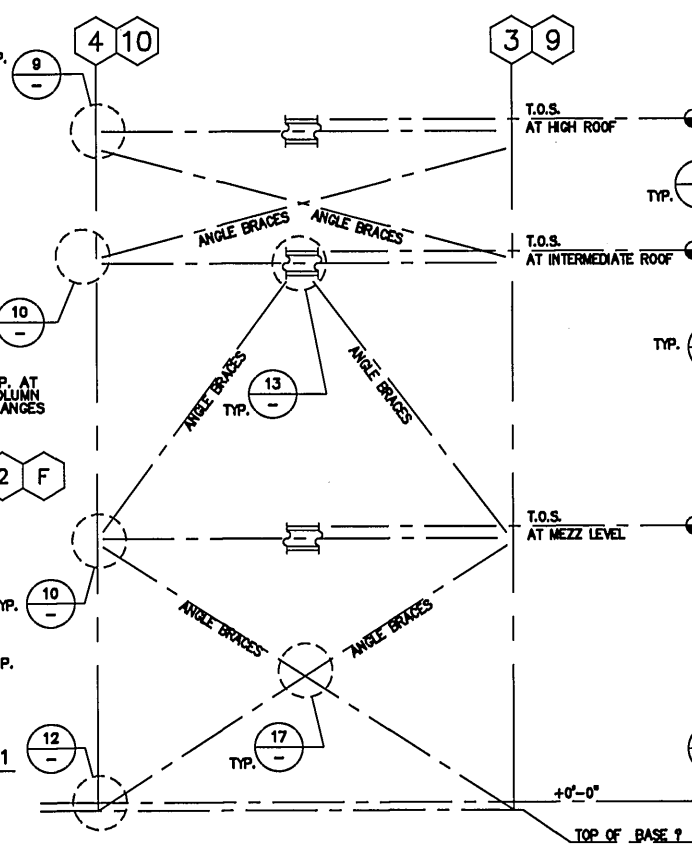 4 10
3 9
P.
9
-
T.O.S.
AT HIGH ROOF
TYP.
ANGLE BRACES
ANGLE BRACES
T.O.S.
AT INTERMEDIATE ROOF
10
-
TYP.
P. AT
OLUMN
ANGES
ANGLE BRACES
ANGLE BRACES
13
-
TYP.
2 F
T.O.S.
AT MEZZ LEVEL
YP.
10
-
ANGLE BRACES
ANGLE BRACES
P.
12
-
1
17
-
TYP.
+0'-0"
TOP OF BASE ?